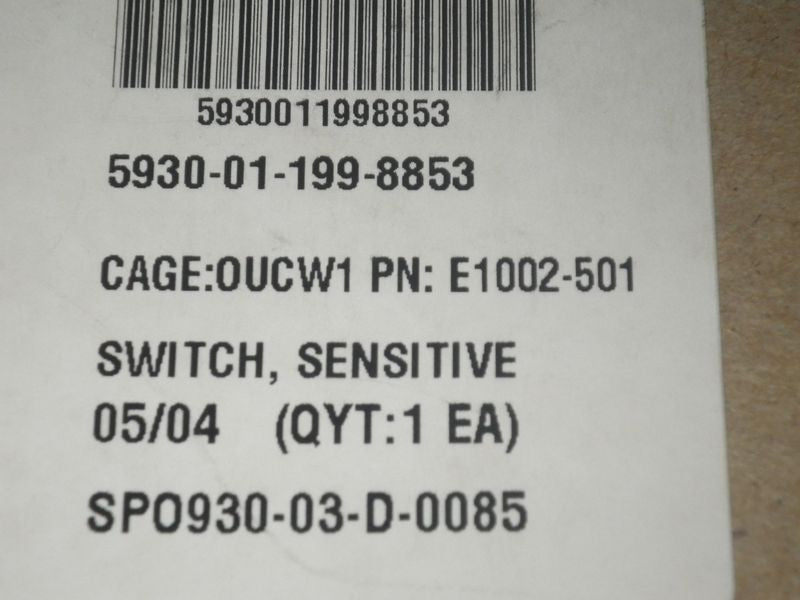 5930011998853
5930-01-199-8853
CAGE:0UCW1 PN: E1002-501
SWITCH, SENSITIVE
05/04 (QYT:1 EA)
SPO930-03-D-0085